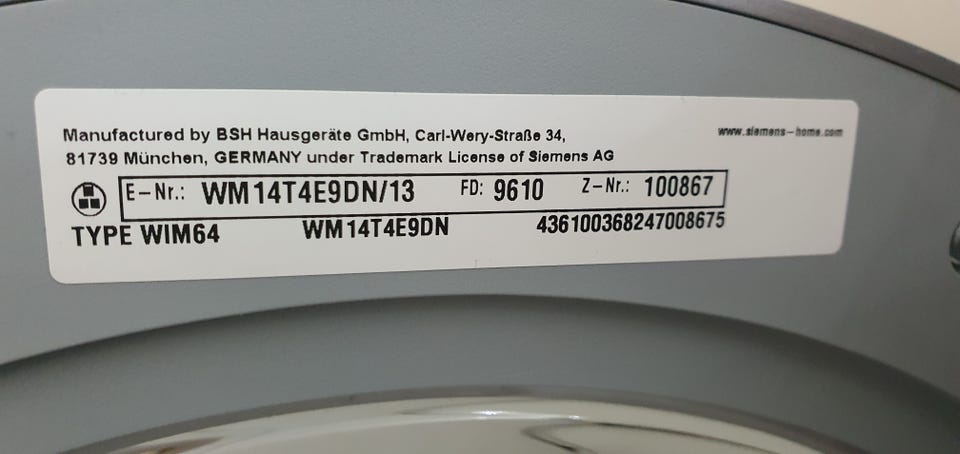 Manufactured by BSH Hausgeräte GmbH, Carl-Wery-Straße 34,
www.siemens-home.com
81739 München, GERMANY under Trademark License of Siemens AG
E-Nr.: WM14T4E9DN/13 FD: 9610 Z-Nr.: 100867
TYPE WIM64 WM14T4E9DN 436100368247008675